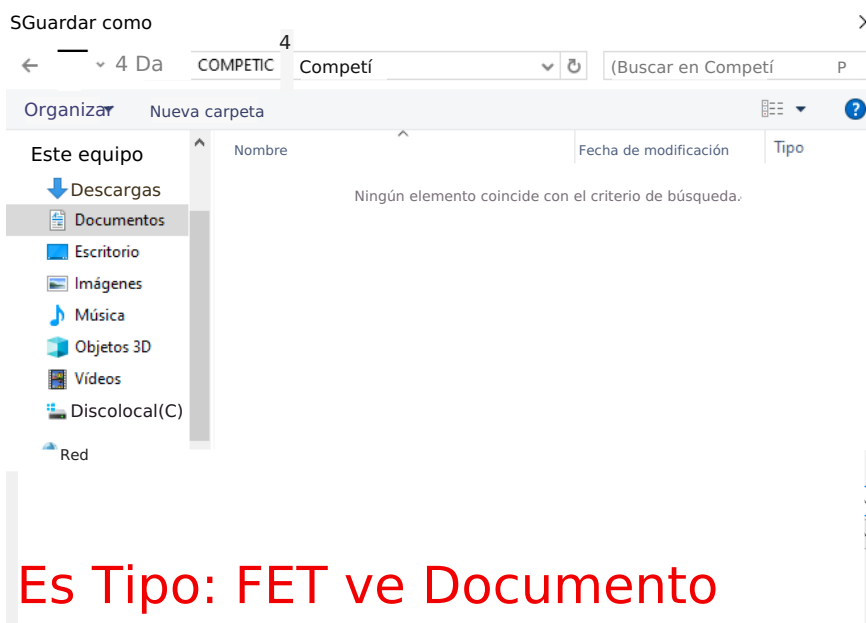 SGuardar como
4
4 Da COMPETIC Competí (Buscar en Competí P
Organizar Nueva carpeta
Este equipo
Nombre Fecha de modificación Tipo
Descargas
Ningún elemento coincide con el criterio de búsqueda.
Documentos
Escritorio
Imágenes
Música
Objetos 3D
Vídeos
Discolocal(C)
Red
Es Tipo: FET ve Documento